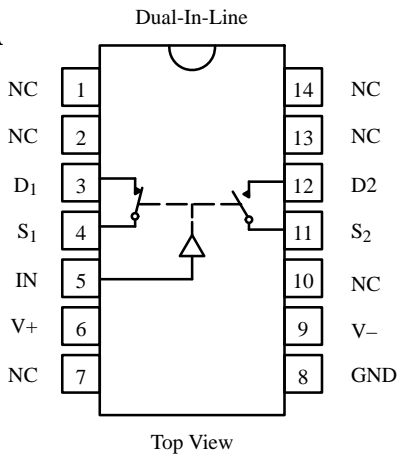 Dual-In-Line
NC 1 14 NC
NC 2 13 NC
D1 3 12 D2
S1 4 11 S2
IN 5 10 NC
V+ 6 9 V–
NC 7 8 GND
Top View